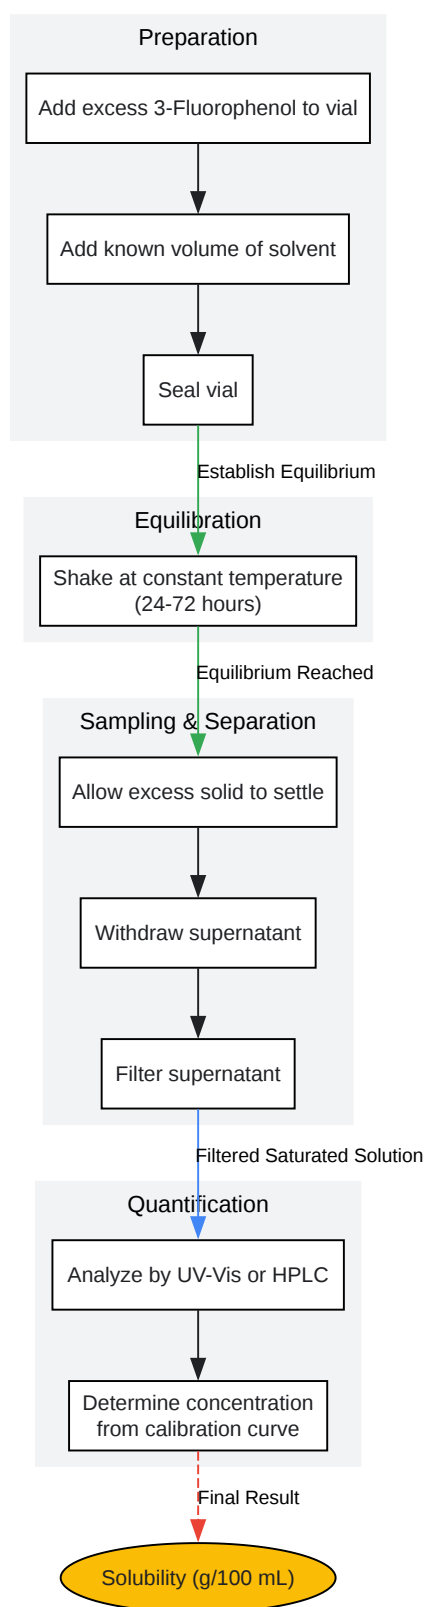 Preparation
Add excess 3-Fluorophenol to vial
Add known volume of solvent
Seal vial
Establish Equilibrium
Equilibration
Shake at constant temperature
(24-72 hours)
Equilibrium Reached
Sampling & Separation
Allow excess solid to settle
Withdraw supernatant
Filter supernatant
Filtered Saturated Solution
Quantification
Analyze by UV-Vis or HPLC
Determine concentration
from calibration curve
Final Result
Solubility (g/100 mL)